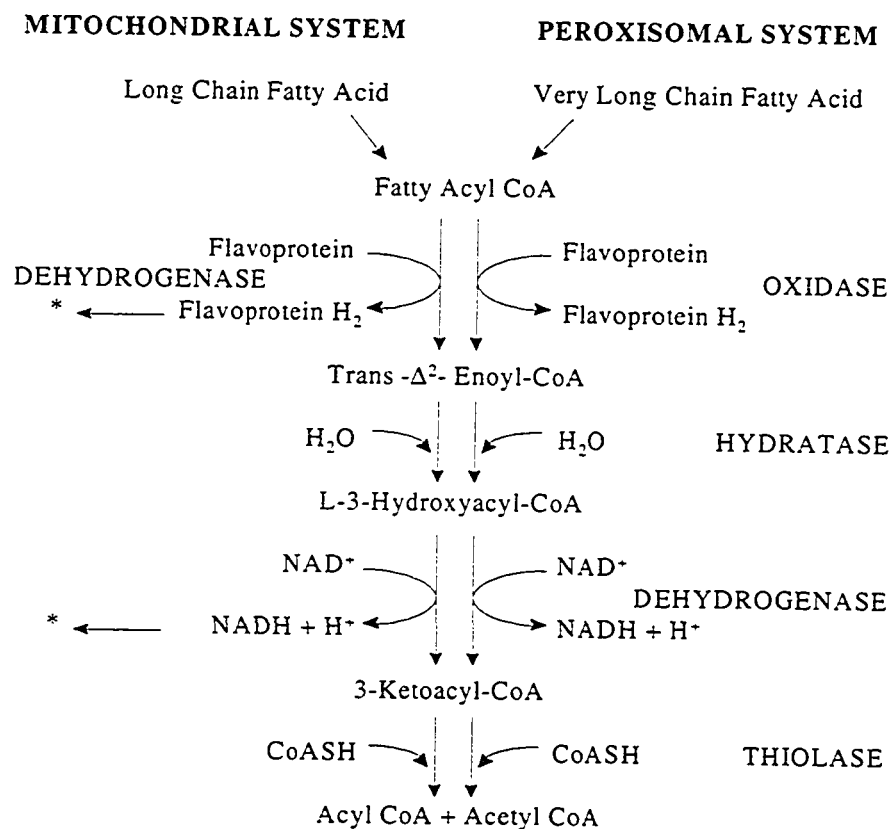 MITOCHONDRIAL SYSTEM PEROXISOMAL SYSTEM
Long Chain Fatty Acid Very Long Chain Fatty Acid
Fatty Acyl CoA
Flavoprotein Flavoprotein
DEHYDROGENASE OXIDASE
* Flavoprotein H₂ Flavoprotein H₂
Trans -Δ²- Enoyl-CoA
H₂O H₂O HYDRATASE
L-3-Hydroxyacyl-CoA
NAD⁺ NAD⁺
DEHYDROGENASE
* NADH + H⁺ NADH + H⁺
3-Ketoacyl-CoA
CoASH CoASH THIOLASE
Acyl CoA + Acetyl CoA